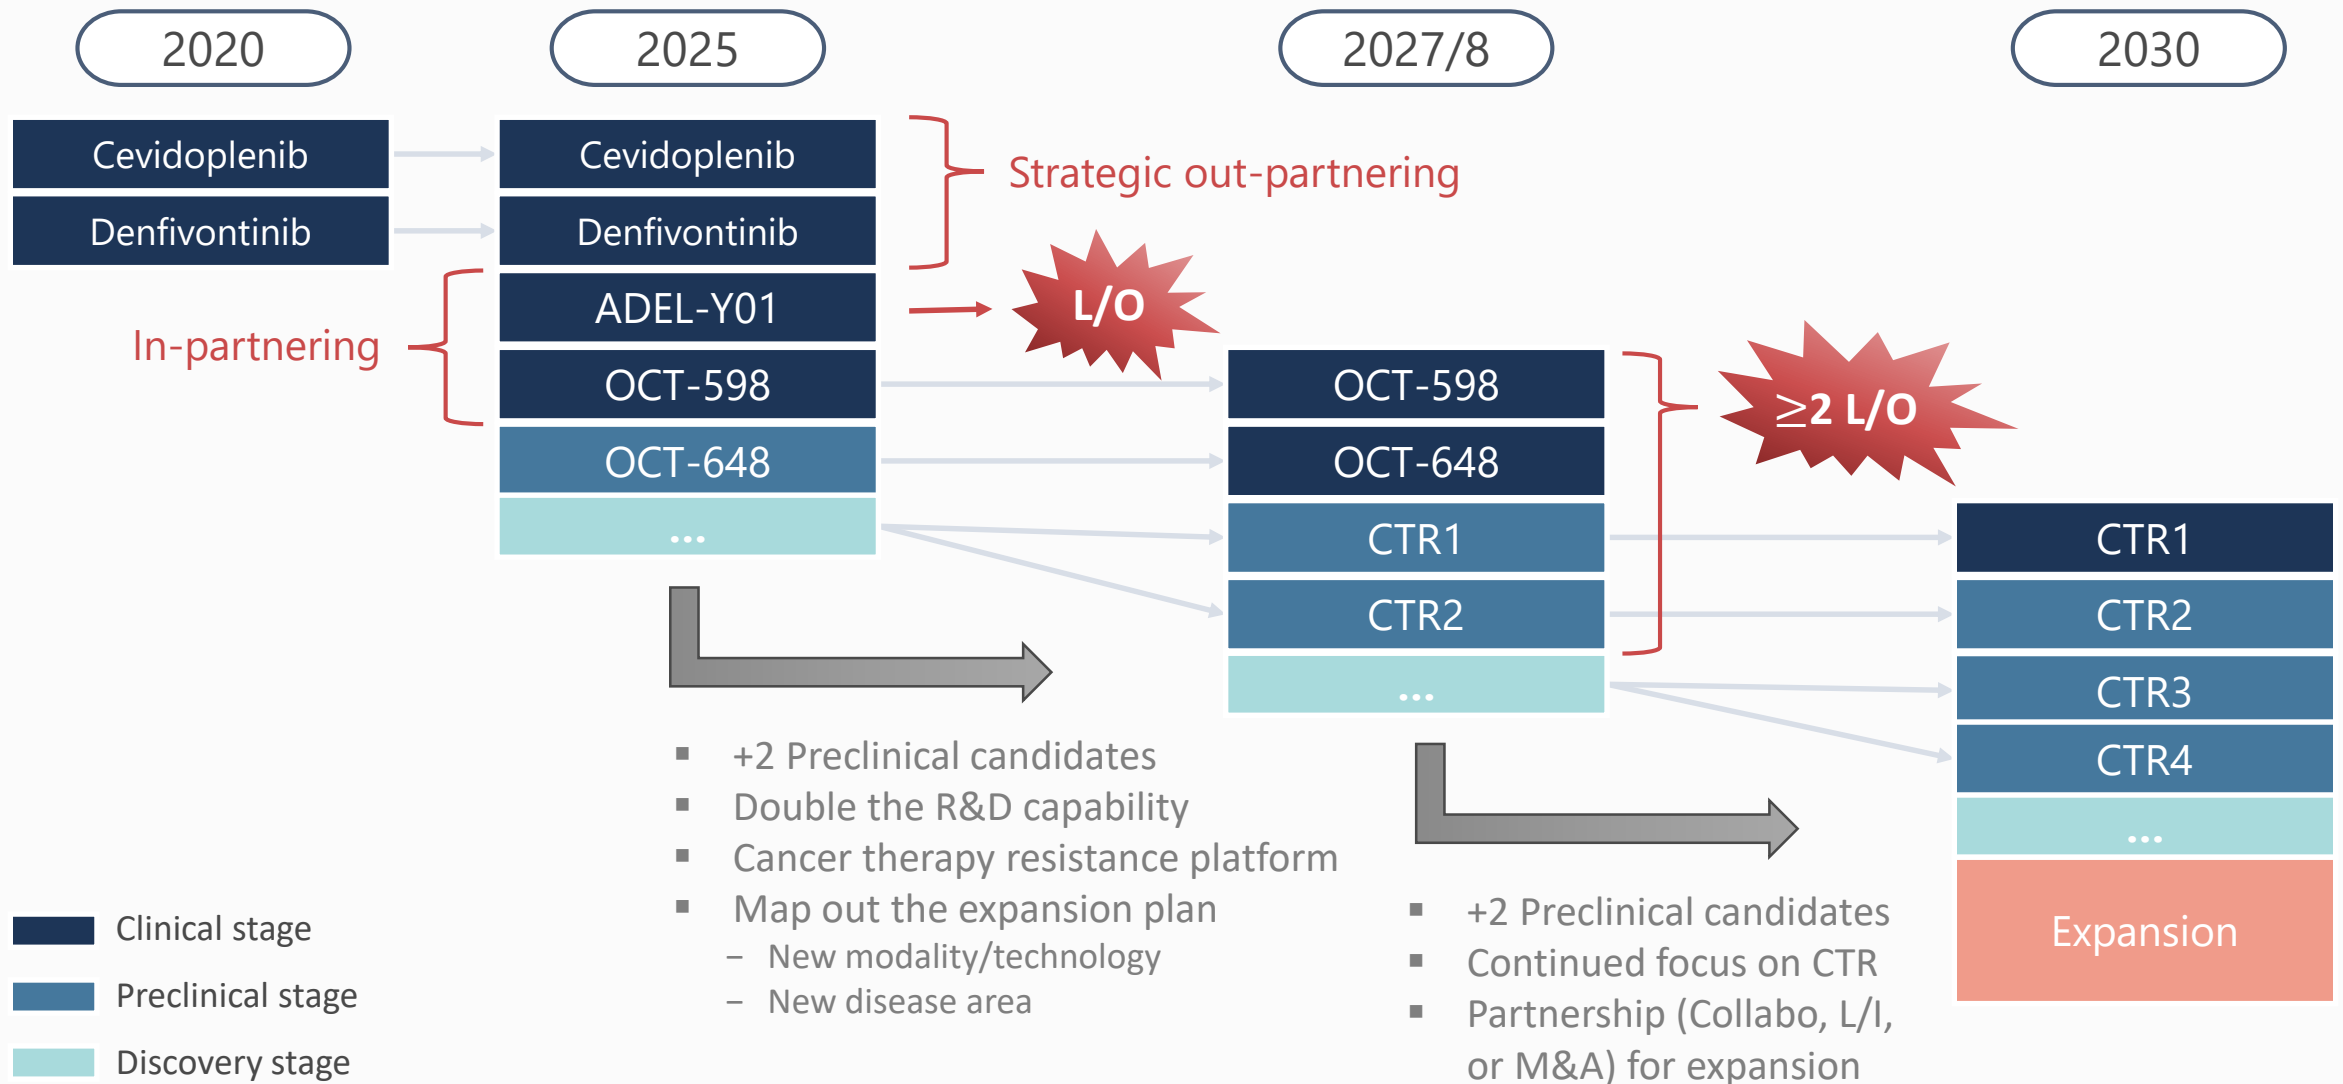 2020
2025
2027/8
2030
Cevidoplenib
Denfivontinib
In-partnering
Cevidoplenib
Denfivontinib
ADEL-Y01
OCT-598
OCT-648
...
Strategic out-partnering
L/O
OCT-598
OCT-648
CTR1
CTR2
...
≥2 L/O
CTR1
CTR2
CTR3
CTR4
...
Expansion
▪ +2 Preclinical candidates
▪ Double the R&D capability
▪ Cancer therapy resistance platform
▪ Map out the expansion plan
− New modality/technology
− New disease area
▪ +2 Preclinical candidates
▪ Continued focus on CTR
▪ Partnership (Collabo, L/I,
or M&A) for expansion
Clinical stage
Preclinical stage
Discovery stage